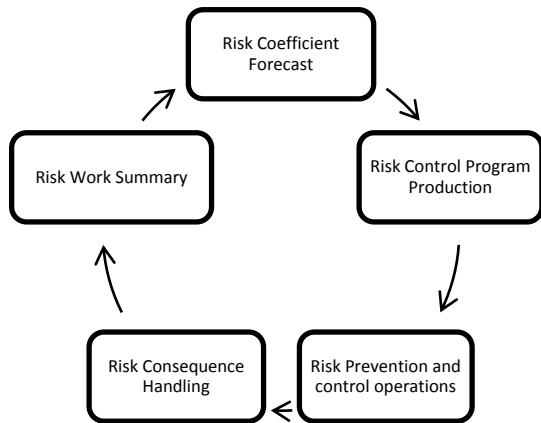 Risk Coefficient
Forecast
Risk Control Program
Production
Risk Prevention and
control operations
Risk Consequence
Handling
Risk Work Summary